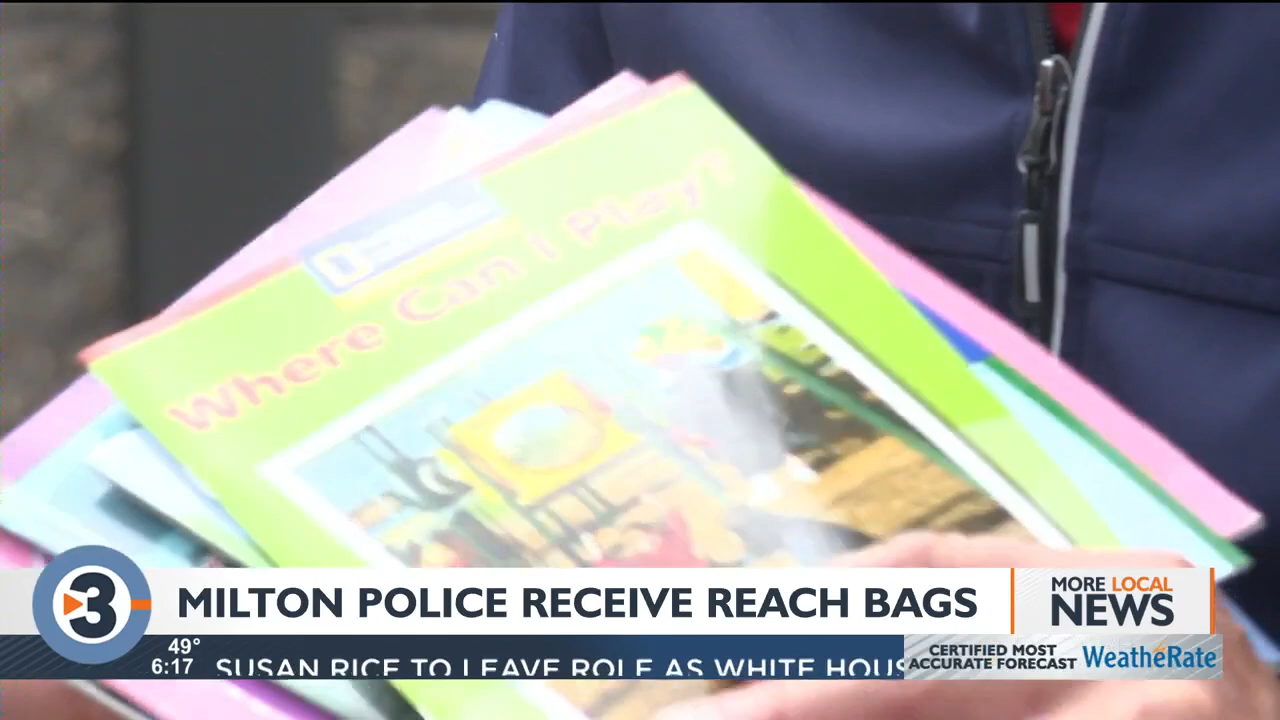 Where Can I Play?
3
MILTON POLICE RECEIVE REACH BAGS
MORE LOCAL
NEWS
49°
6:17
SUSAN RICE TO LEAVE ROLE AS WHITE HOUS
CERTIFIED MOST
ACCURATE FORECAST
WeatheRate